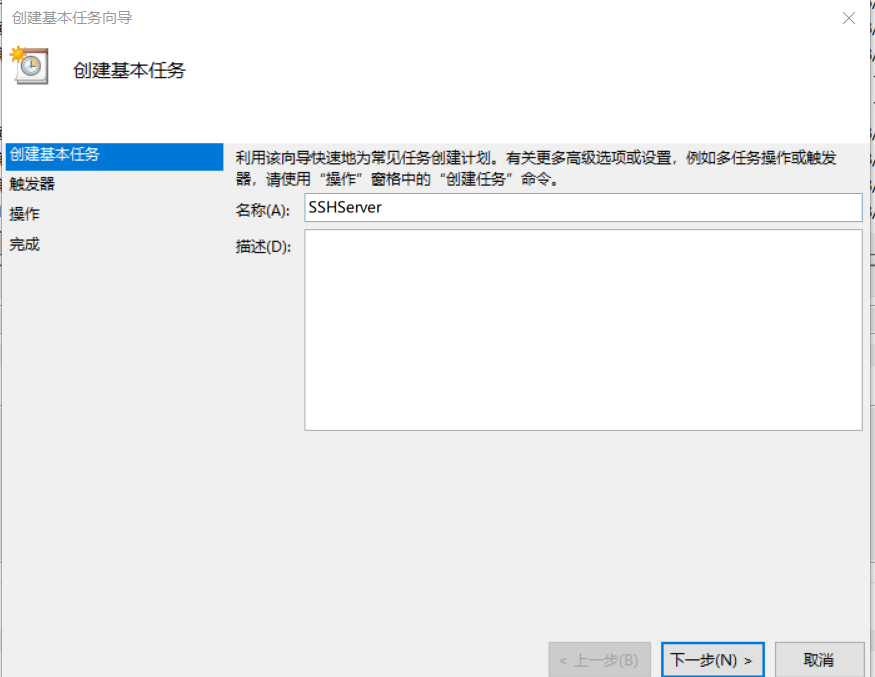 创建基本任务向导
创建基本任务
创建基本任务
触发器
操作
完成
利用该向导快速地为常见任务创建计划。有关更多高级选项或设置，例如多任务操作或触发
器，请使用“操作”窗格中的“创建任务”命令。
名称(A): SSHServer
描述(D):
< 上一步(B) 下一步(N) > 取消